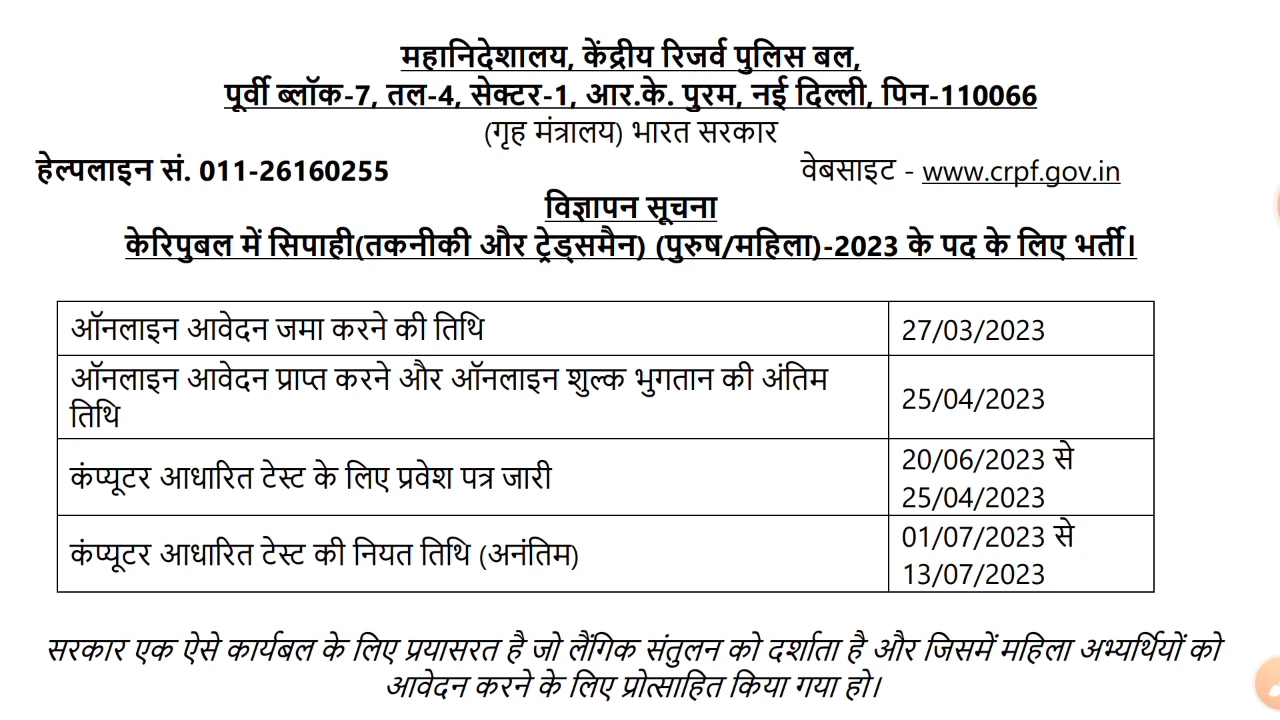 महानिदेशालय, केंद्रीय रिजर्व पुलिस बल,
पूर्वी ब्लॉक-7, तल-4, सेक्टर-1, आर.के. पुरम, नई दिल्ली, पिन-110066
(गृह मंत्रालय) भारत सरकार
हेल्पलाइन सं. 011-26160255 वेबसाइट - www.crpf.gov.in
विज्ञापन सूचना
केरिपुबल में सिपाही(तकनीकी और ट्रेड्समैन) (पुरुष/महिला)-2023 के पद के लिए भर्ती।
ऑनलाइन आवेदन जमा करने की तिथि 27/03/2023
ऑनलाइन आवेदन प्राप्त करने और ऑनलाइन शुल्क भुगतान की अंतिम
तिथि
25/04/2023
कंप्यूटर आधारित टेस्ट के लिए प्रवेश पत्र जारी
20/06/2023 से
25/04/2023
कंप्यूटर आधारित टेस्ट की नियत तिथि (अनंतिम)
01/07/2023 से
13/07/2023
सरकार एक ऐसे कार्यबल के लिए प्रयासरत है जो लैंगिक संतुलन को दर्शाता है और जिसमें महिला अभ्यर्थियों को
आवेदन करने के लिए प्रोत्साहित किया गया हो।